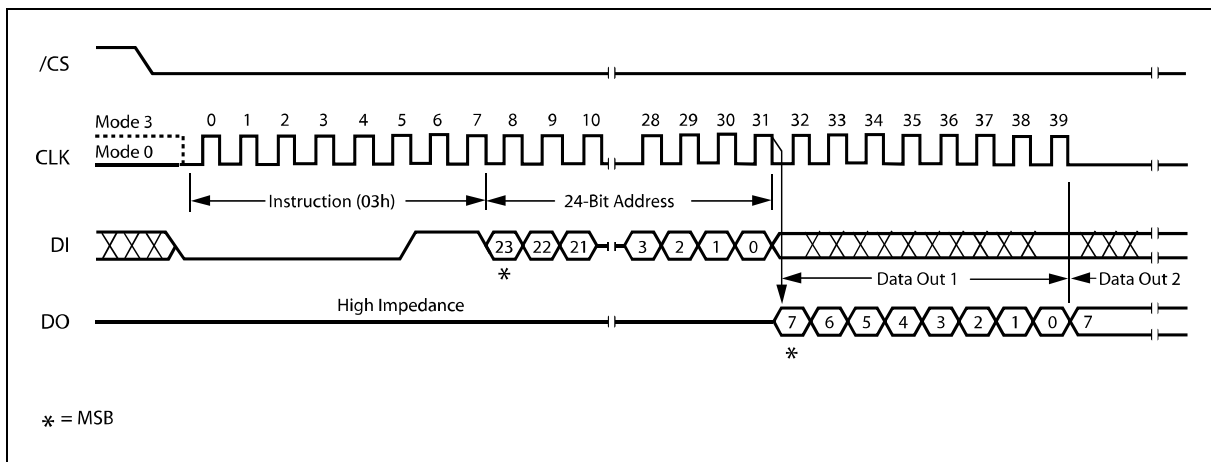 /CS
Mode 3
0 1 2 3 4 5 6 7 8 9 10 28 29 30 31 32 33 34 35 36 37 38 39
CLK
Mode 0
Instruction (03h) 24-Bit Address
DI
23 22 21 3 2 1 0
*
Data Out 1 Data Out 2
High Impedance
DO
7 6 5 4 3 2 1 0 7
*
* = MSB